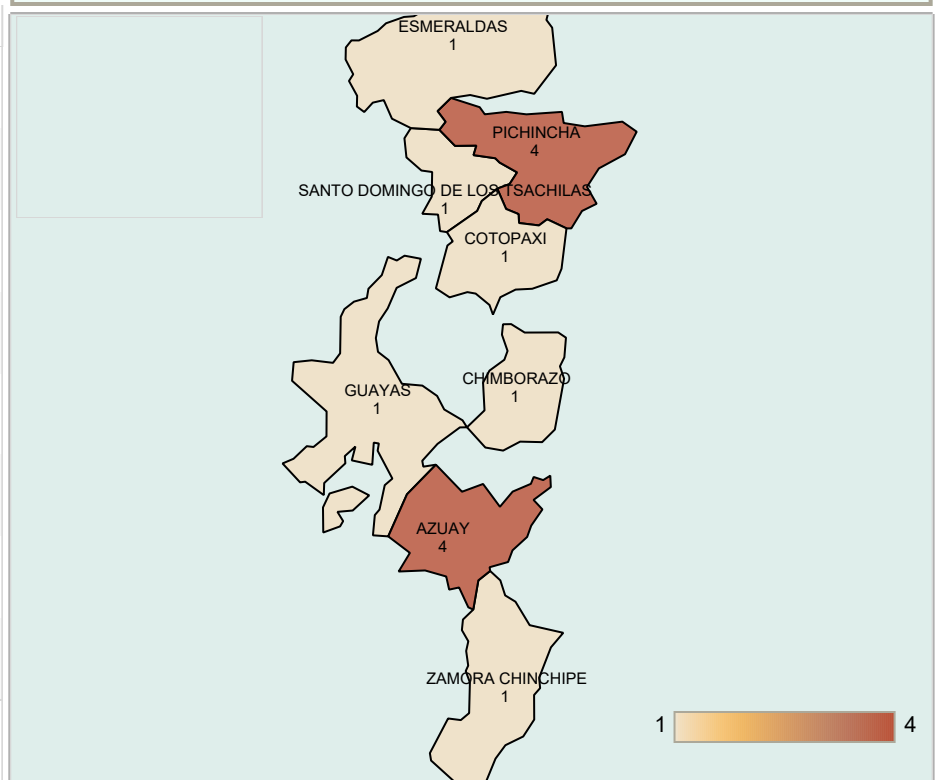 ESMERALDAS
1
PICHINCHA
4
SANTO DOMINGO DE LOS TSACHILAS
1
COTOPAXI
1
CHIMBORAZO
1
GUAYAS
1
AZUAY
4
ZAMORA CHINCHIPE
1
1
4